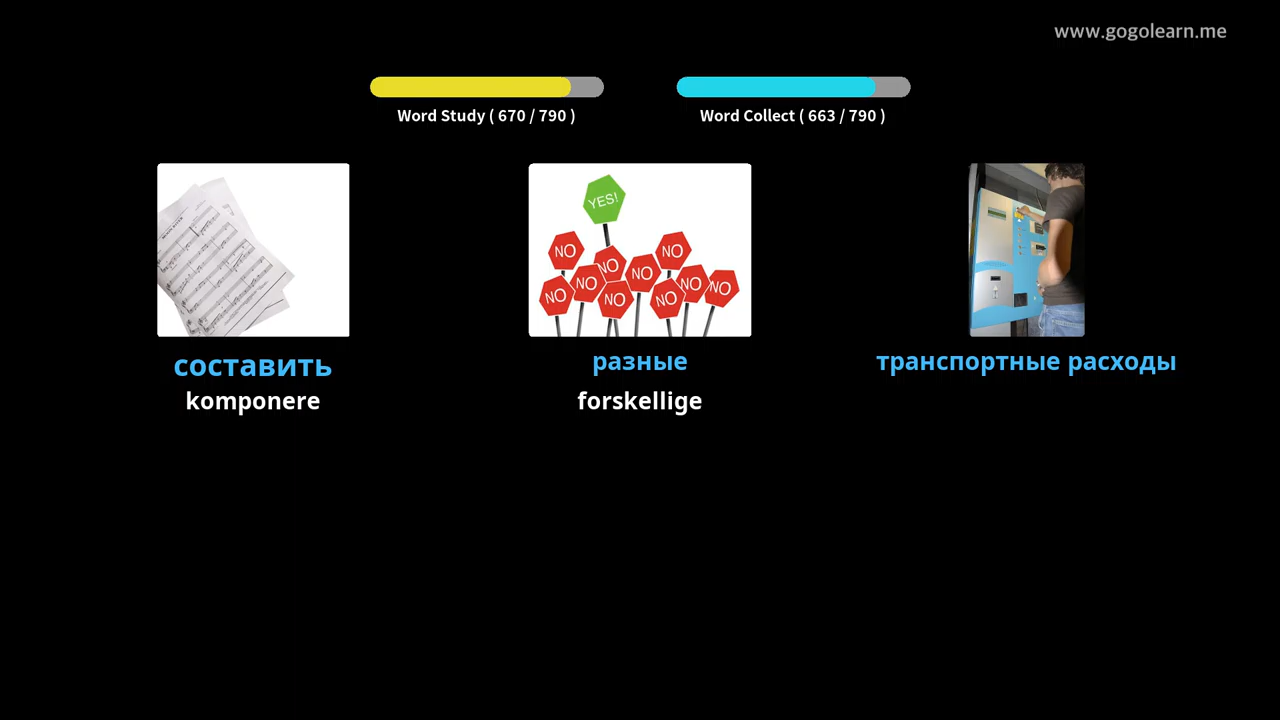 www.gogolearn.me
Word Study ( 670 / 790 )
Word Collect ( 663 / 790 )
YES!
NO
NO
NO
NO
NO
NO
NO
NO
NO
NO
составить
разные
транспортные расходы
komponere
forskellige